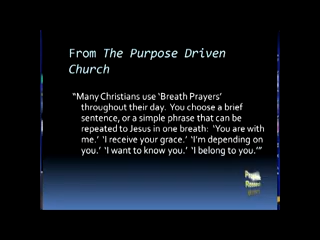 From The Purpose Driven
Church
“Many Christians use ‘Breath Prayers’
throughout their day.  You choose a brief
sentence, or a simple phrase that can be
repeated to Jesus in one breath:  ‘You are with
me.’  ‘I receive your grace.’  ‘I’m depending on
you.’  ‘I want to know you.’  ‘I belong to you.’”